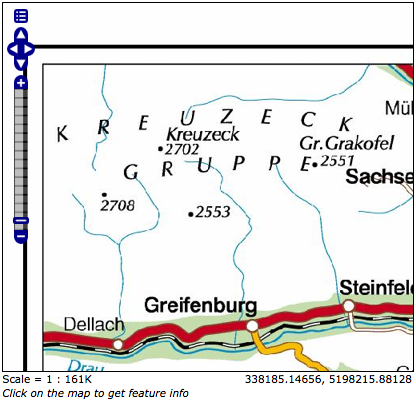 Mül
KREUZECK
Kreuzeck
2702
Gr.Grakofel
2551
GRUPPE
Sachse
2708
2553
Steinfel
Greifenburg
Dellach
Drau
Scale = 1 : 161K
338185.14656, 5198215.88128
Click on the map to get feature info